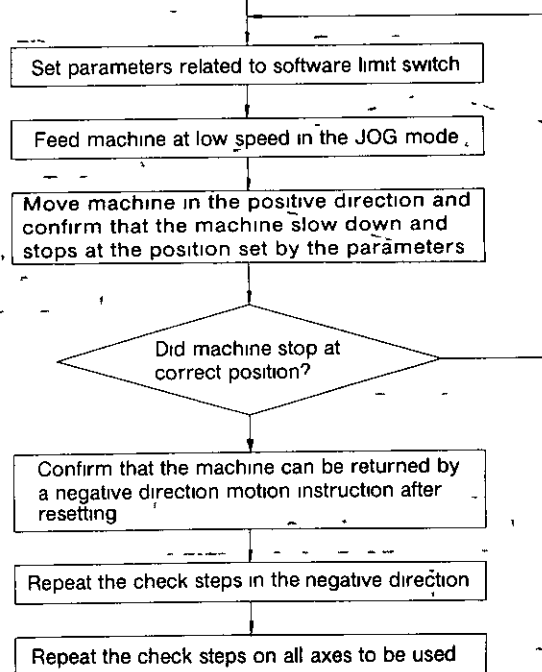 Set parameters related to software limit switch
Feed machine at low speed in the JOG mode
Move machine in the positive direction and
confirm that the machine slow down and
stops at the position set by the parameters
Did machine stop at
correct position?
Confirm that the machine can be returned by
a negative direction motion instruction after
resetting
Repeat the check steps in the negative direction
Repeat the check steps on all axes to be used